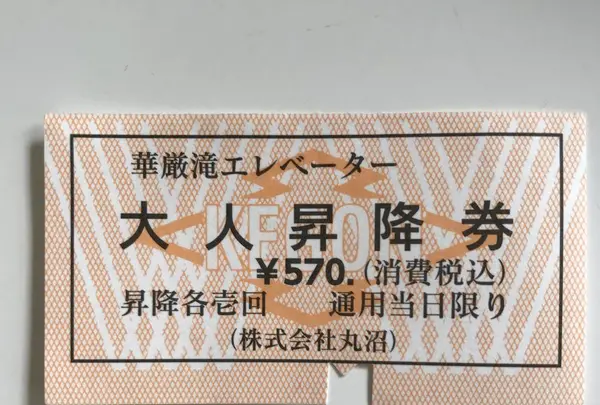 華厳滝エレベーター
大人昇降券
¥570.(消費税込)
昇降各壱回 通用当日限り
(株式会社丸沼)